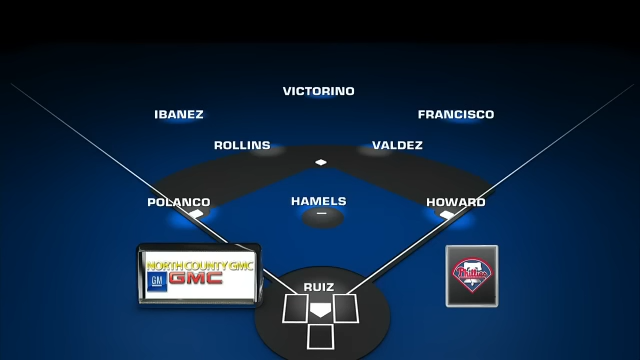 VICTORINO
IBANEZ
FRANCISCO
ROLLINS
VALDEZ
POLANCO
HAMELS
HOWARD
NORTH COUNTY GMC
GM
GMC
Phillies
RUIZ